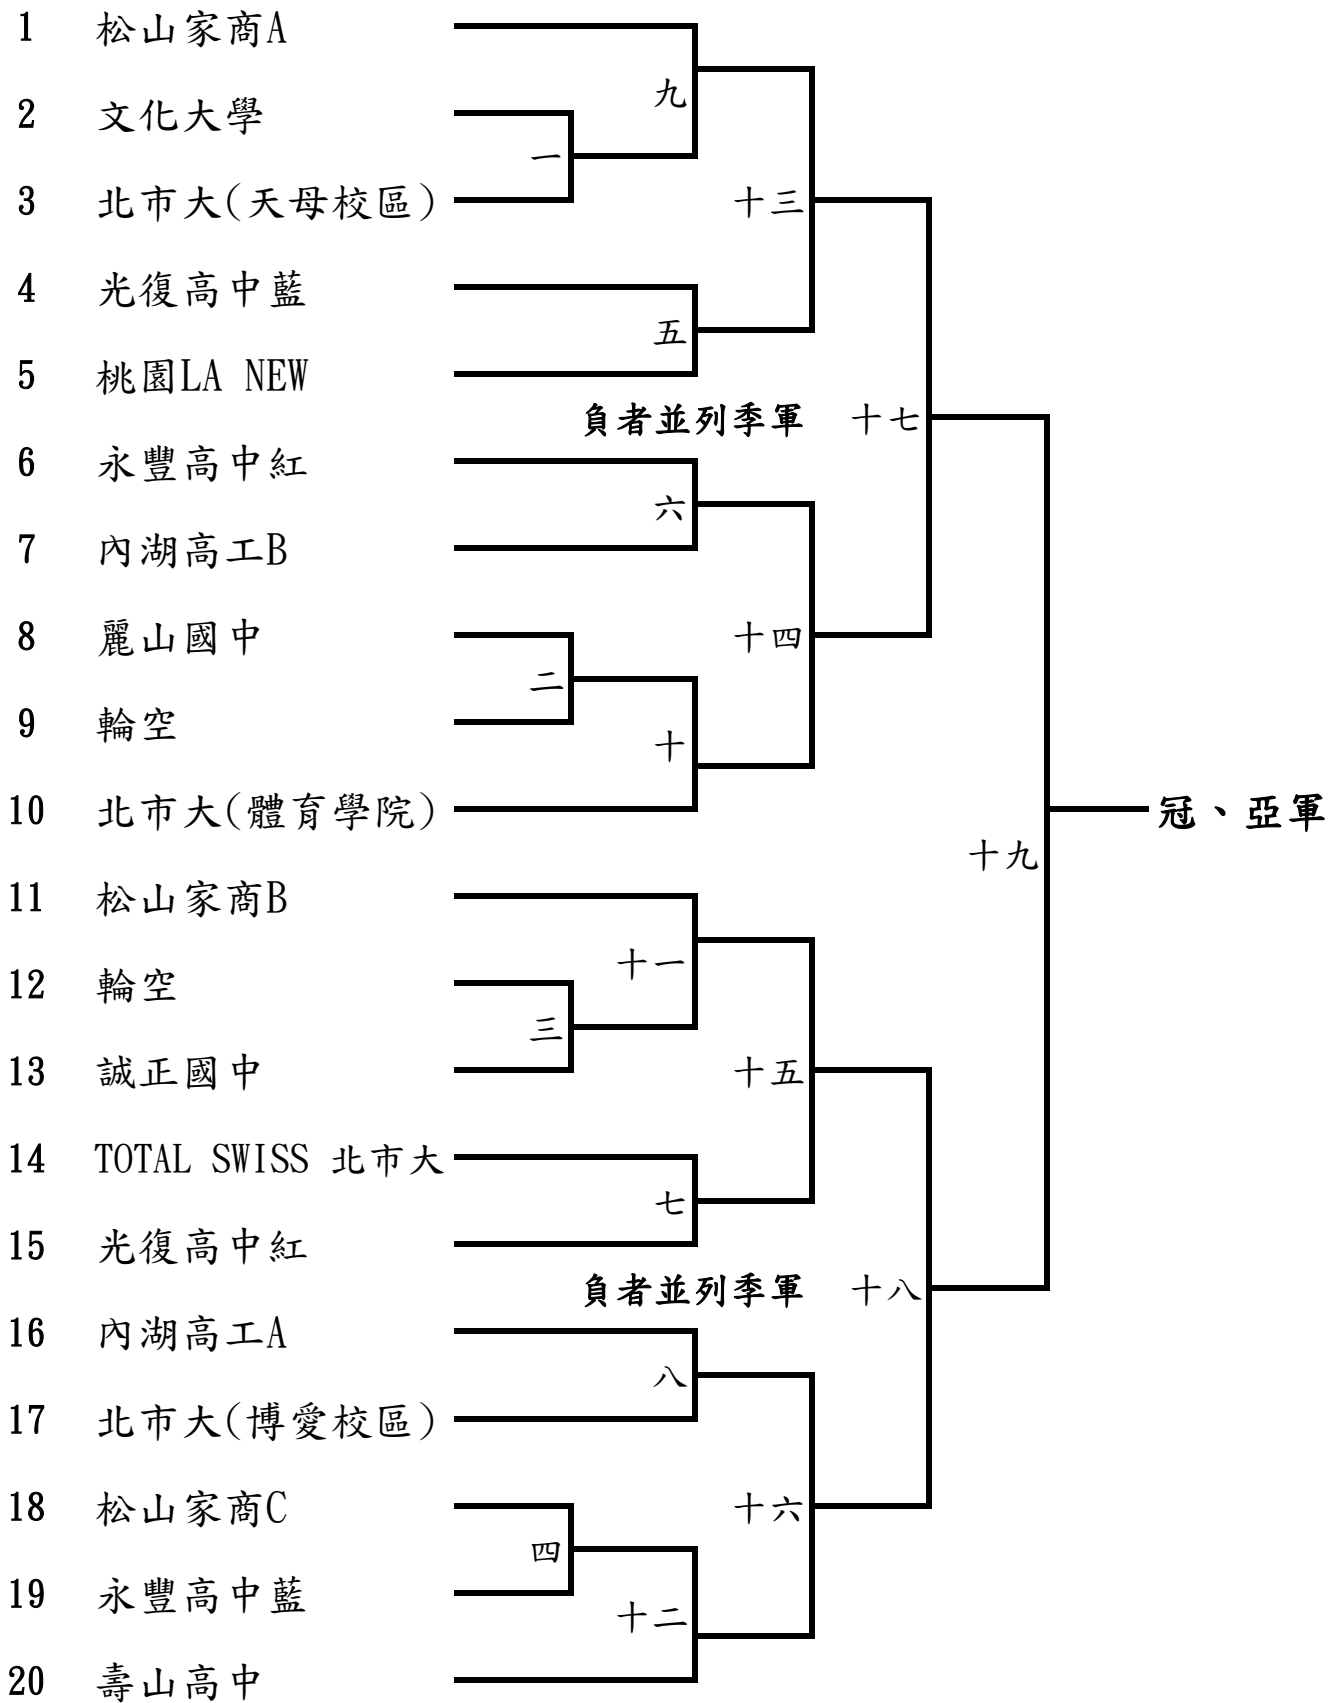 1 松山家商A
九
2 文化大學
一
3 北市大(天母校區)
十三
4 光復高中藍
五
5 桃園LA NEW
負者並列季軍 十七
6 永豐高中紅
六
7 內湖高工B
8 麗山國中
十四
二
9 輪空
十
10 北市大(體育學院)
冠、亞軍
十九
11 松山家商B
十一
12 輪空
三
13 誠正國中
十五
14 TOTAL SWISS 北市大
七
15 光復高中紅
負者並列季軍 十八
16 內湖高工A
八
17 北市大(博愛校區)
18 松山家商C
十六
四
19 永豐高中藍
十二
20 壽山高中